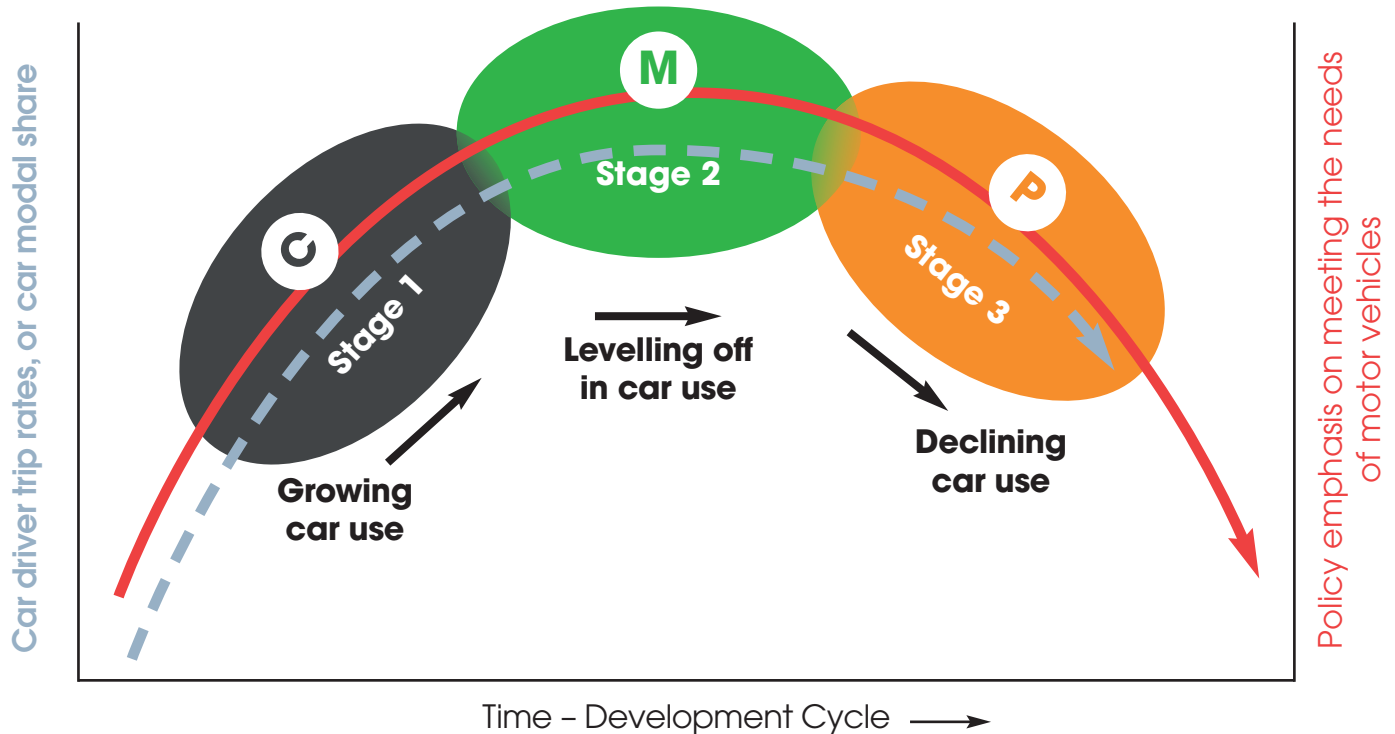 Car driver trip rates, or car modal share
C
Stage 1
M
Stage 2
P
Stage 3
Growing
car use
Levelling off
in car use
Declining
car use
Policy emphasis on meeting the needs
of motor vehicles
Time – Development Cycle